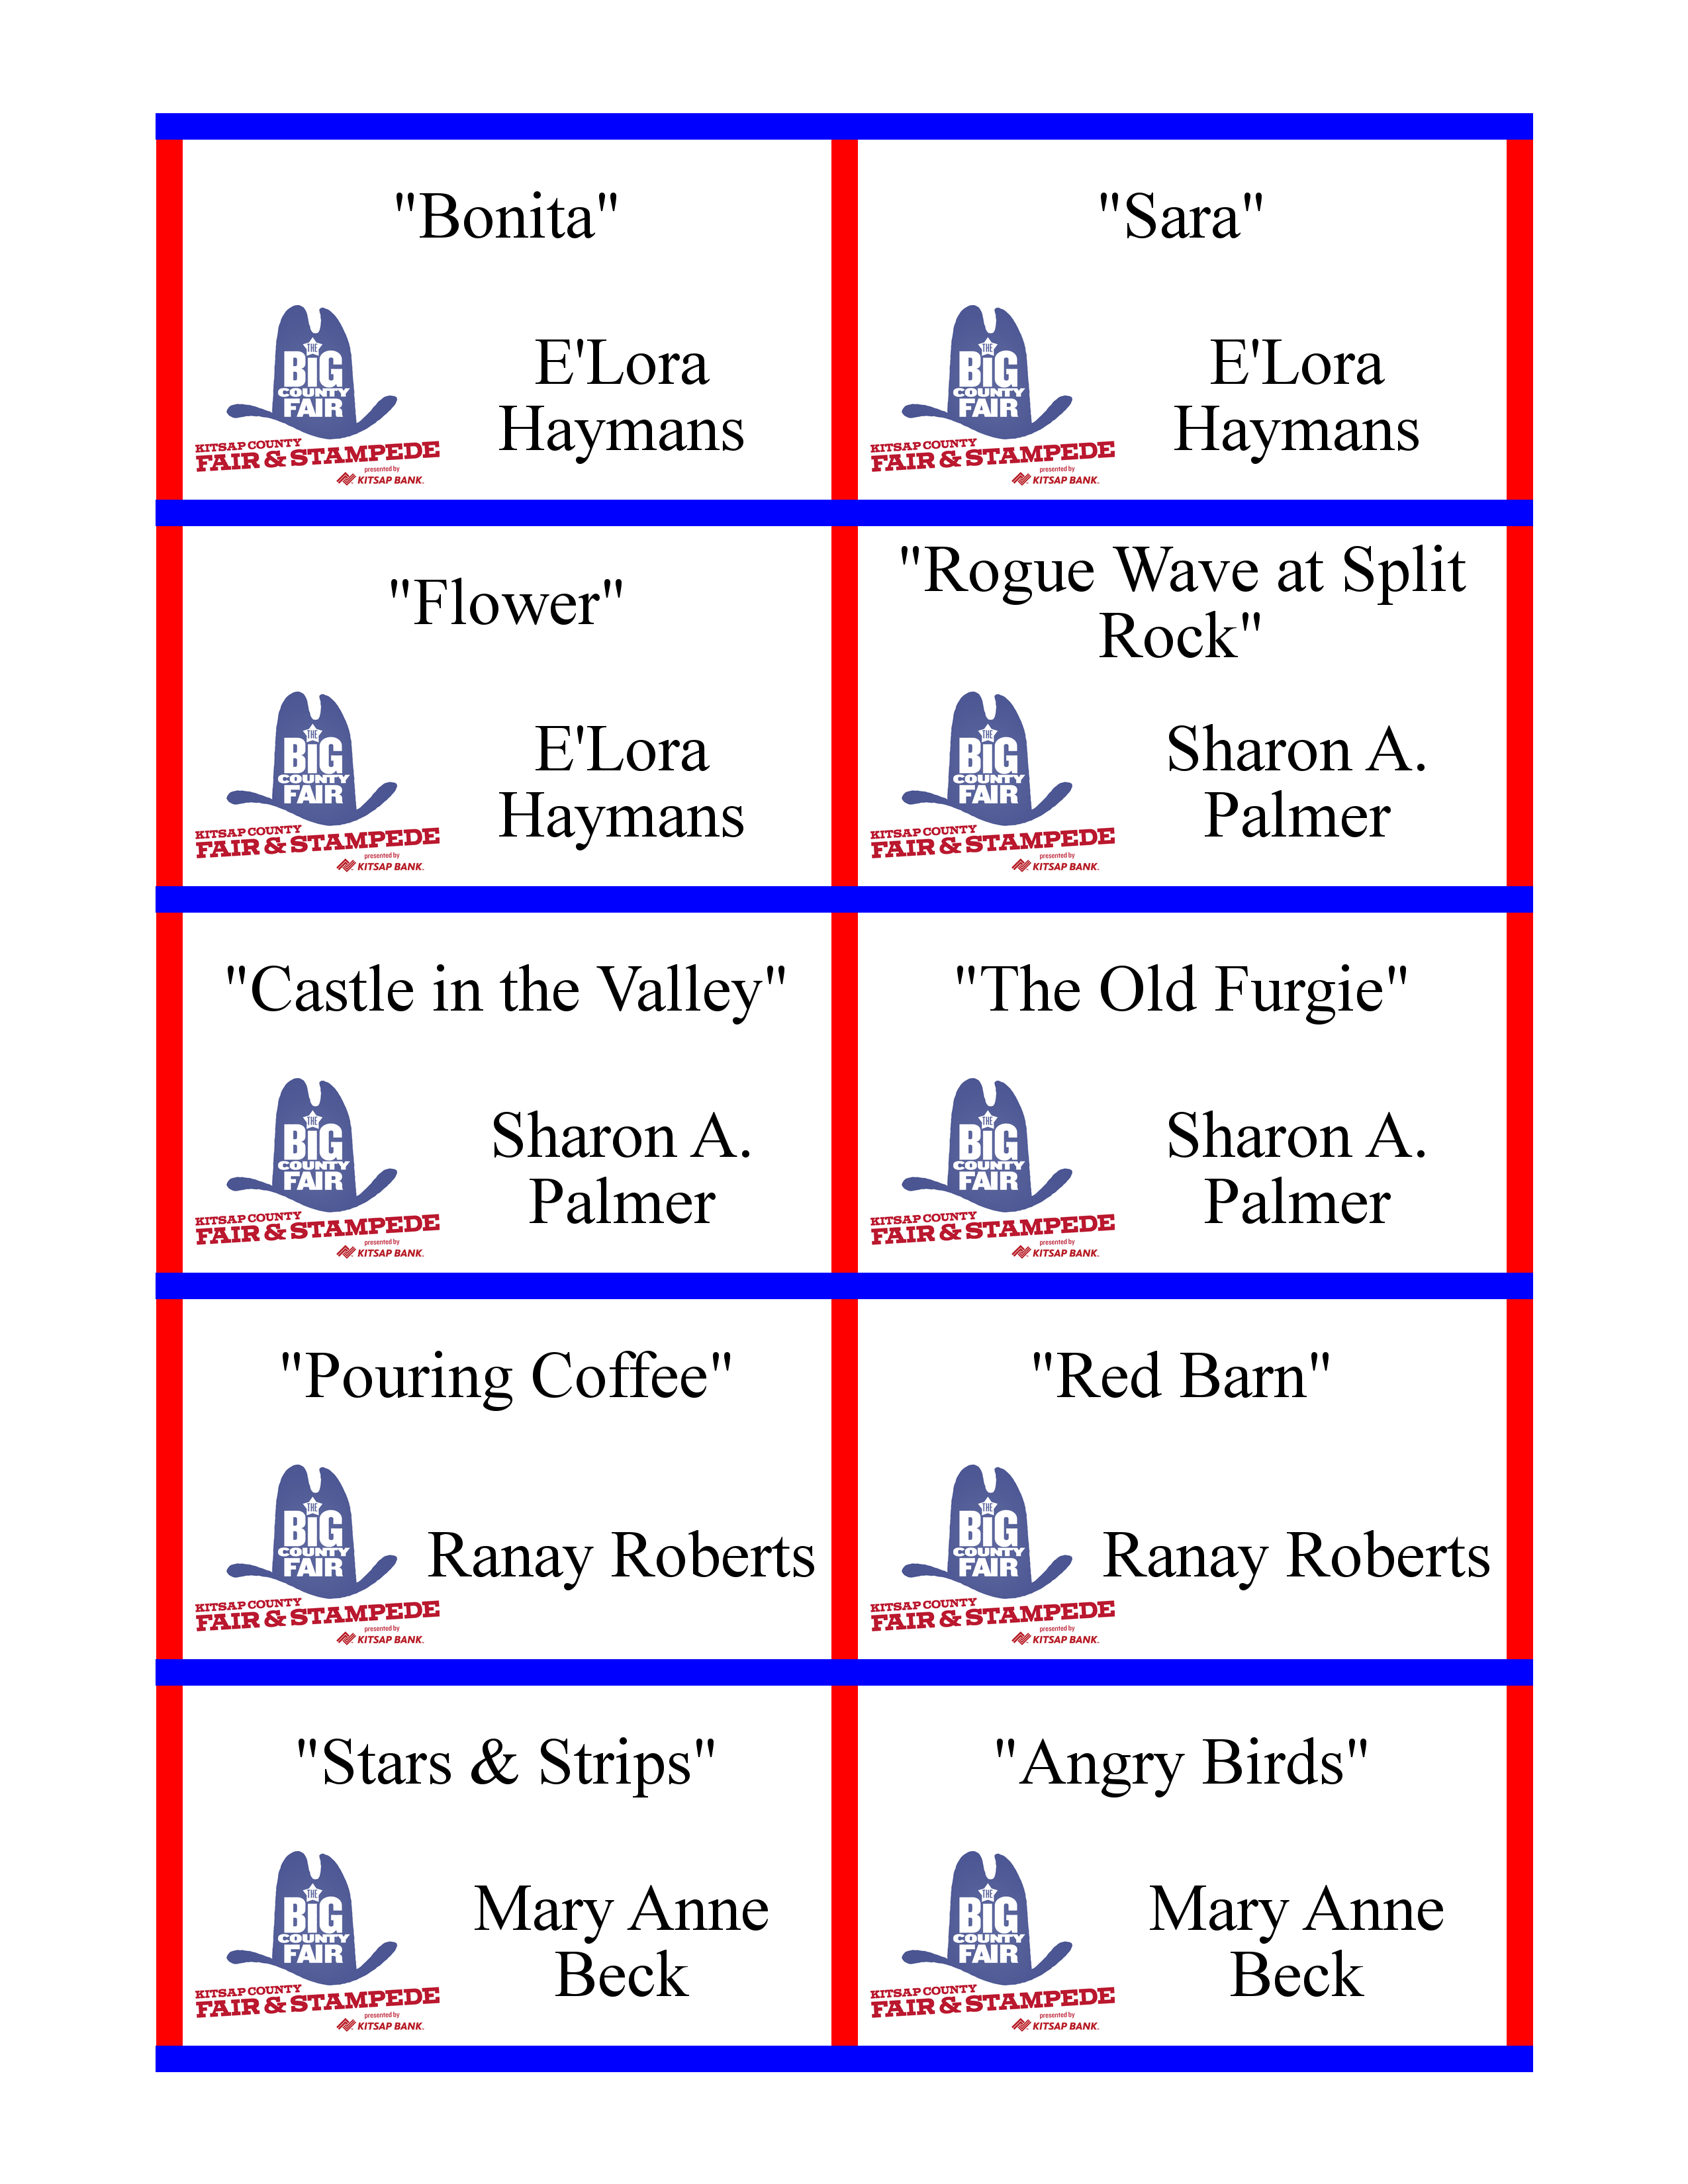 "Bonita"
THE
BIG
COUNTY
FAIR
KITSAP COUNTY
FAIR & STAMPEDE
presented by
KITSAP BANK.
E'Lora
Haymans
"Sara"
THE
BIG
COUNTY
FAIR
KITSAP COUNTY
FAIR & STAMPEDE
presented by
KITSAP BANK.
E'Lora
Haymans
"Flower"
THE
BIG
COUNTY
FAIR
KITSAP COUNTY
FAIR & STAMPEDE
presented by
KITSAP BANK.
E'Lora
Haymans
"Rogue Wave at Split
Rock"
THE
BIG
COUNTY
FAIR
KITSAP COUNTY
FAIR & STAMPEDE
presented by
KITSAP BANK.
Sharon A.
Palmer
"Castle in the Valley"
THE
BIG
COUNTY
FAIR
KITSAP COUNTY
FAIR & STAMPEDE
presented by
KITSAP BANK.
Sharon A.
Palmer
"The Old Furgie"
THE
BIG
COUNTY
FAIR
KITSAP COUNTY
FAIR & STAMPEDE
presented by
KITSAP BANK.
Sharon A.
Palmer
"Pouring Coffee"
THE
BIG
COUNTY
FAIR
KITSAP COUNTY
FAIR & STAMPEDE
presented by
KITSAP BANK.
Ranay Roberts
"Red Barn"
THE
BIG
COUNTY
FAIR
KITSAP COUNTY
FAIR & STAMPEDE
presented by
KITSAP BANK.
Ranay Roberts
"Stars & Strips"
THE
BIG
COUNTY
FAIR
KITSAP COUNTY
FAIR & STAMPEDE
presented by
KITSAP BANK.
Mary Anne
Beck
"Angry Birds"
THE
BIG
COUNTY
FAIR
KITSAP COUNTY
FAIR & STAMPEDE
presented by
KITSAP BANK.
Mary Anne
Beck